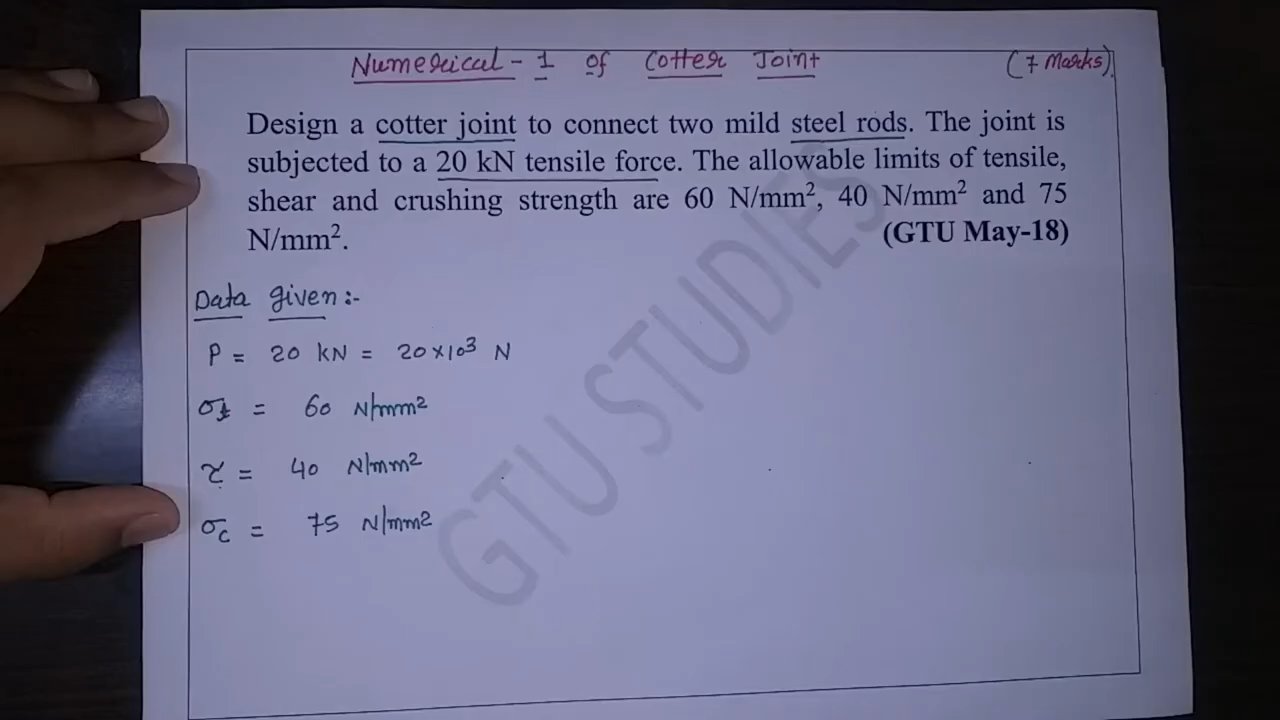 Numerical - 1 of Cotter Joint (7 Marks)
Design a cotter joint to connect two mild steel rods. The joint is
subjected to a 20 kN tensile force. The allowable limits of tensile,
shear and crushing strength are 60 N/mm², 40 N/mm² and 75
N/mm². (GTU May-18)
Data given :-
P = 20 kN = 20×10³ N
σt = 60 N/mm²
τ = 40 N/mm²
σc = 75 N/mm²
GTU STUDIES